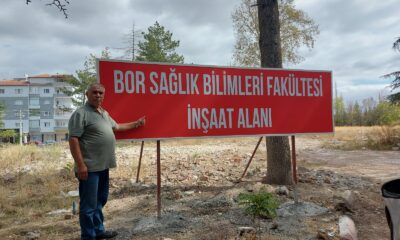 BOR SAĞLIK BİLİMLERİ FAKÜLTESİ
İNŞAAT ALANI